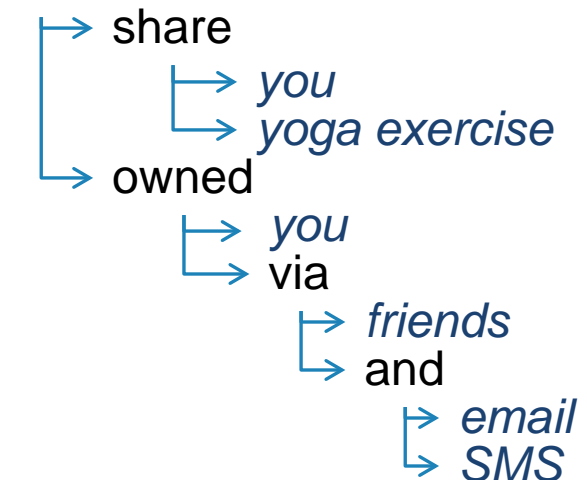 share
you
yoga exercise
owned
you
via
friends
and
email
SMS